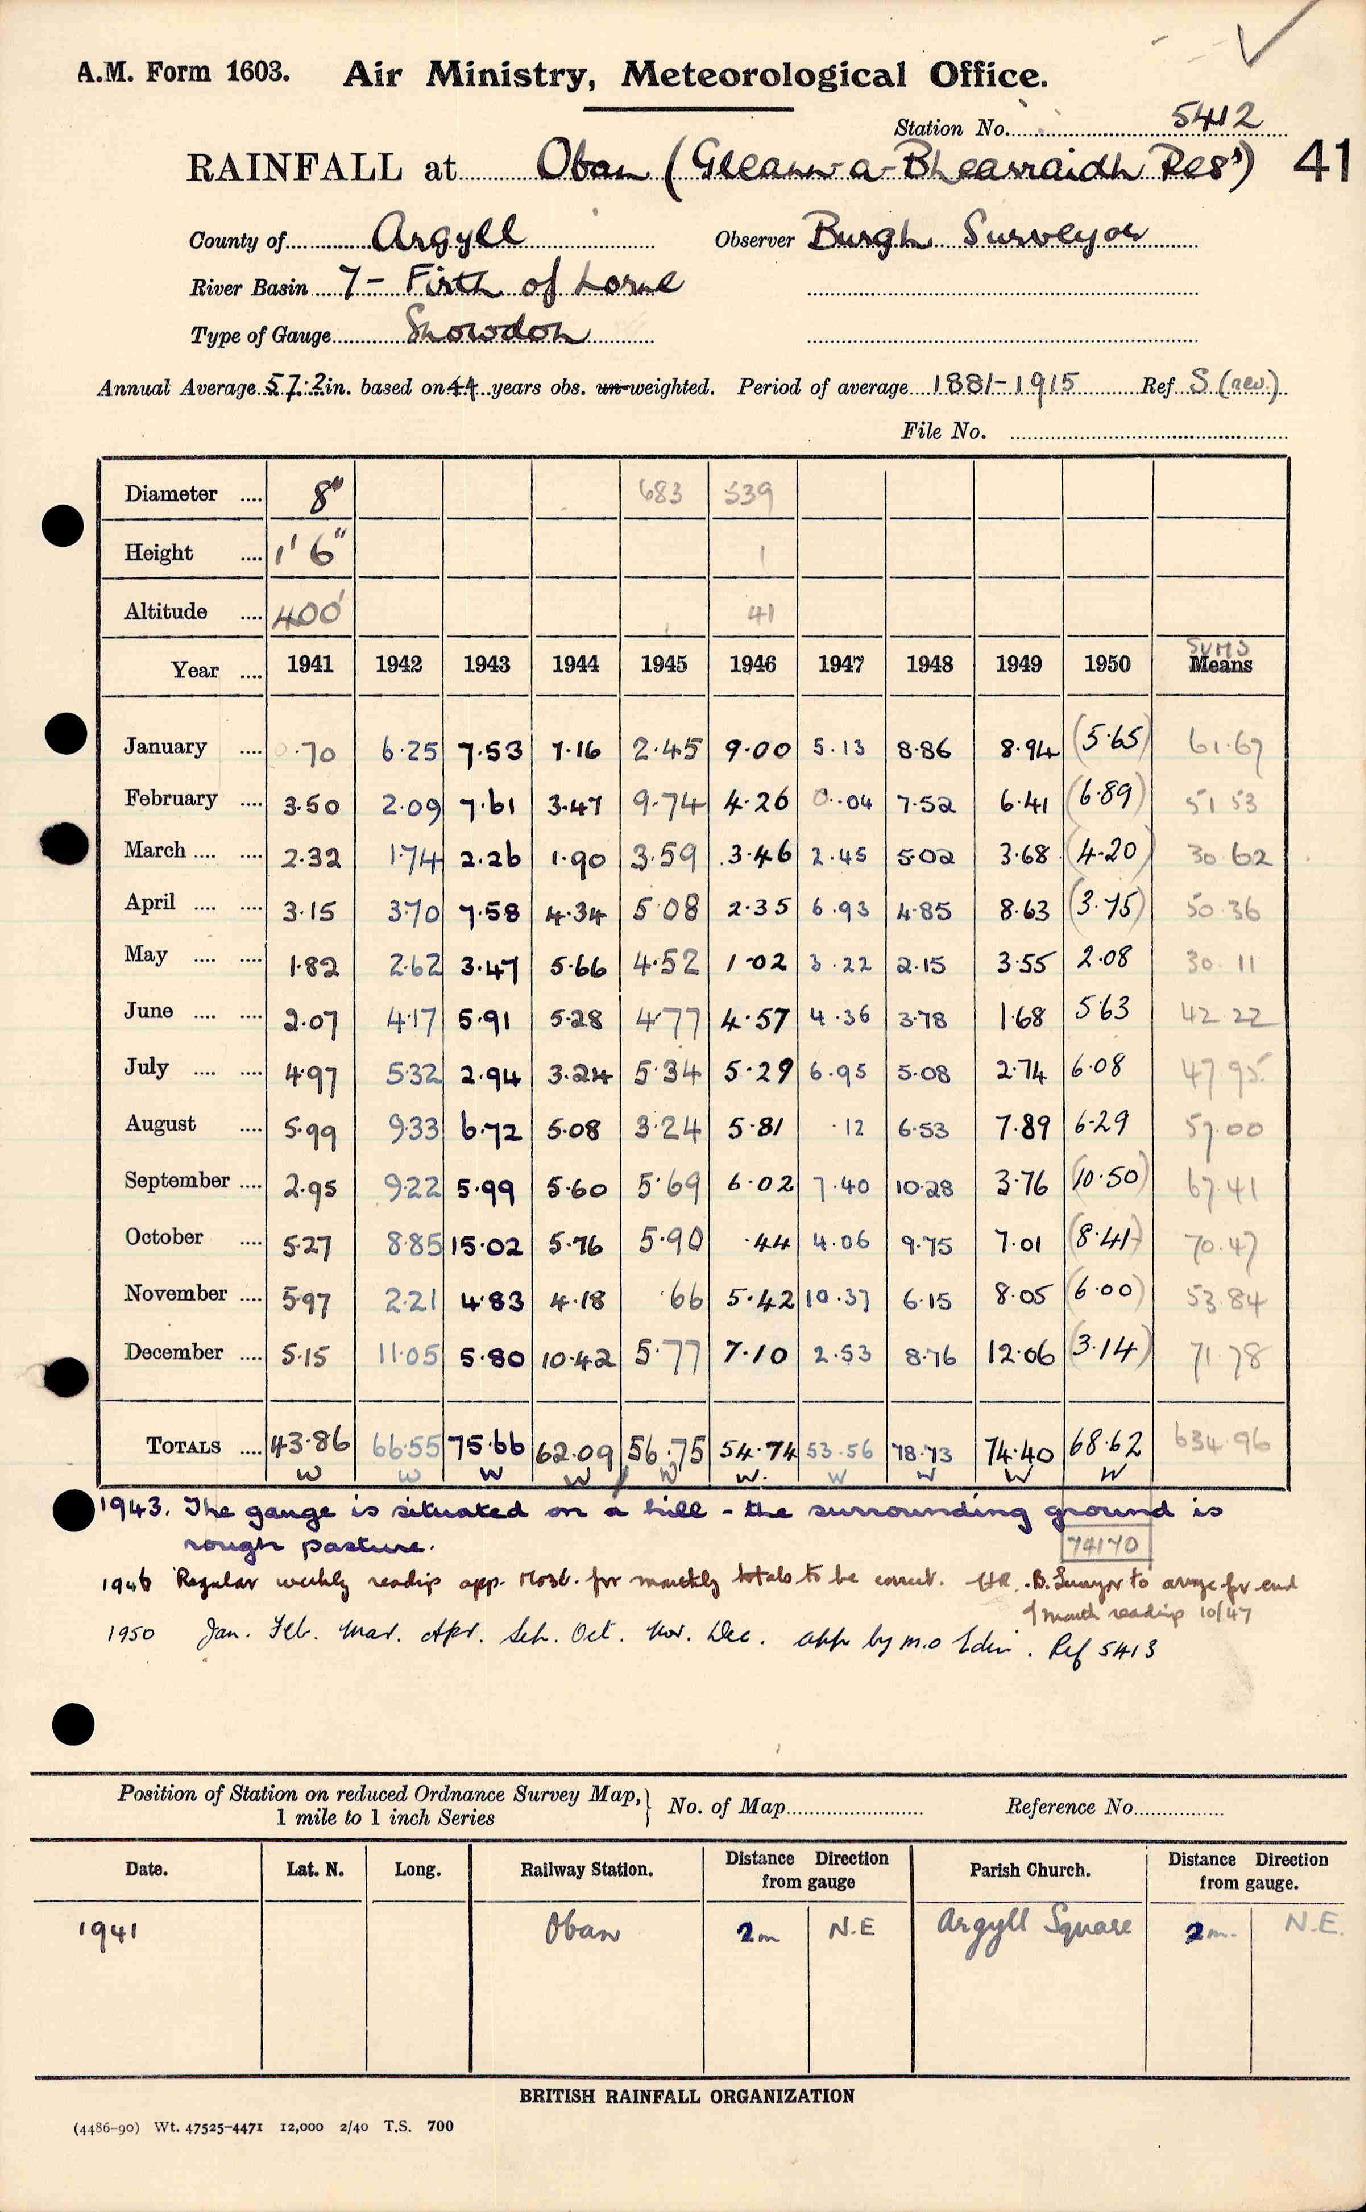 A.M. Form 1603. Air Ministry, Meteorological Office.
Station No. 5412
RAINFALL at Oban (Gleann a-Bhearraidh Resr) 41
County of Argyll Observer Burgh Surveyor
River Basin 7 - Firth of Lorne
Type of Gauge Snowdon
Annual Average 57.2 in. based on 44 years obs. un-weighted. Period of average 1881-1915 Ref S (rev.)
File No.
Diameter 8" 683 539
Height 1' 6" 1
Altitude 400' 41
SUMS
Year 1941 1942 1943 1944 1945 1946 1947 1948 1949 1950 Means
January 0.70 6.25 7.53 7.16 2.45 9.00 5.13 8.86 8.94 (5.65) 61.67
February 3.50 2.09 7.61 3.47 9.74 4.26 0.04 7.52 6.41 (6.89) 51.53
March 2.32 1.74 2.26 1.90 3.59 3.46 2.45 5.02 3.68 (4.20) 30.62
April 3.15 3.70 7.58 4.34 5.08 2.35 6.93 4.85 8.63 (3.75) 50.36
May 1.82 2.62 3.47 5.66 4.52 1.02 3.22 2.15 3.55 2.08 30.11
June 2.07 4.17 5.91 5.28 4.77 4.57 4.36 3.78 1.68 5.63 42.22
July 4.97 5.32 2.94 3.24 5.34 5.29 6.95 5.08 2.74 6.08 47.95
August 5.99 9.33 6.72 5.08 3.24 5.81 .12 6.53 7.89 6.29 57.00
September 2.95 9.22 5.99 5.60 5.69 6.02 7.40 10.28 3.76 (10.50) 67.41
October 5.27 8.85 15.02 5.76 5.90 .44 4.06 9.75 7.01 (8.41) 70.47
November 5.97 2.21 4.83 4.18 .66 5.42 10.37 6.15 8.05 (6.00) 53.84
December 5.15 11.05 5.80 10.42 5.77 7.10 2.53 8.76 12.06 (3.14) 71.78
TOTALS 43.86 66.55 75.66 62.09 56.75 54.74 53.56 78.73 74.40 68.62 634.96
W W W W W W. W W W W
1943. The gauge is situated on a hill - the surrounding ground is
rough pasture. 74170
1946 Regular weekly readings app. for monthly totals to be correct. B. Surveyor to arrange for end
of month readings 10/47
1950 Jan. Feb. Mar. Apr. Sep. Oct. Nov. Dec. app by M.O Edin. Ref 5413
Position of Station on reduced Ordnance Survey Map, No. of Map Reference No.
1 mile to 1 inch Series
Date. Lat. N. Long. Railway Station. Distance Direction from gauge Parish Church. Distance Direction from gauge.
1941 Oban 2m N.E Argyll Square 2m. N.E.
BRITISH RAINFALL ORGANIZATION
(4486-90) Wt. 47525-4471 12,000 2/40 T.S. 700